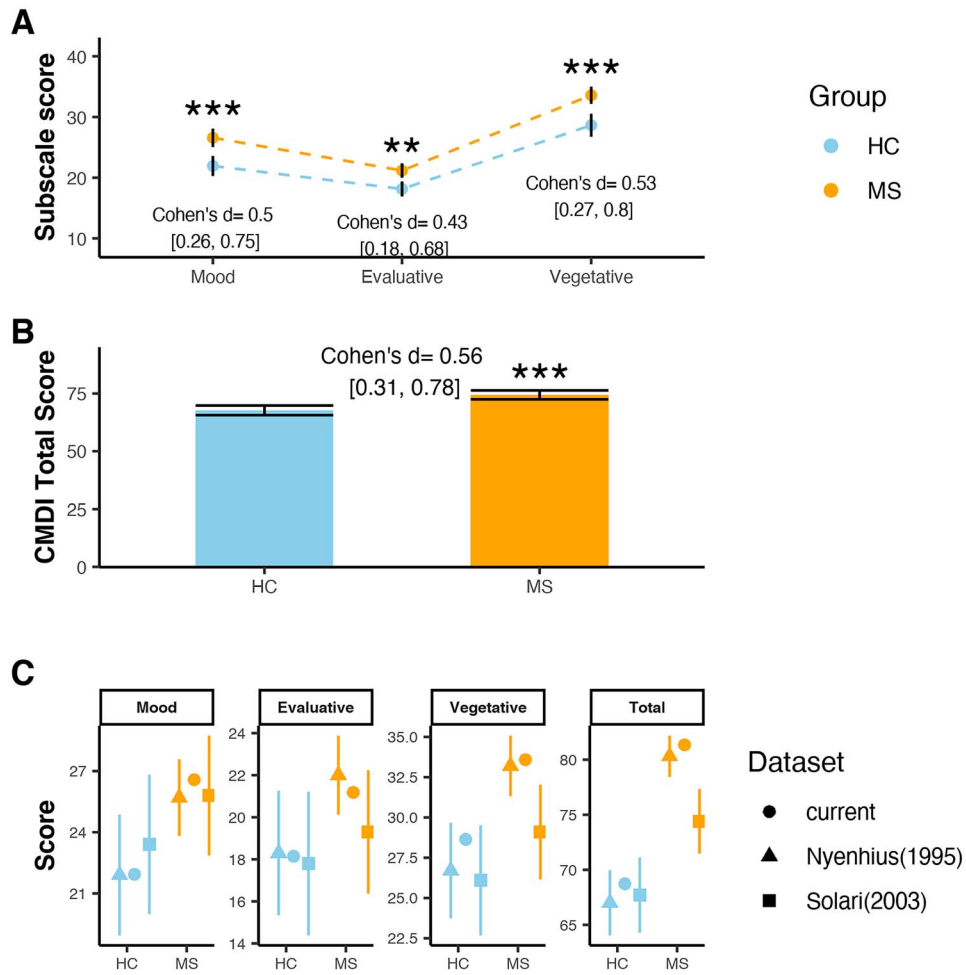 A
Subscale score
40
30
20
10
***
**
***
Cohen's d= 0.5
[0.26, 0.75]
Cohen's d= 0.43
[0.18, 0.68]
Cohen's d= 0.53
[0.27, 0.8]
Mood
Evaluative
Vegetative
Group
HC
MS
B
CMDI Total Score
75
50
25
0
Cohen's d= 0.56
[0.31, 0.78]
***
HC
MS
C
Score
Mood
27
24
21
HC
MS
Evaluative
24
22
20
18
16
14
HC
MS
Vegetative
35.0
32.5
30.0
27.5
25.0
22.5
HC
MS
Total
80
75
70
65
HC
MS
Dataset
current
Nyenhius(1995)
Solari(2003)